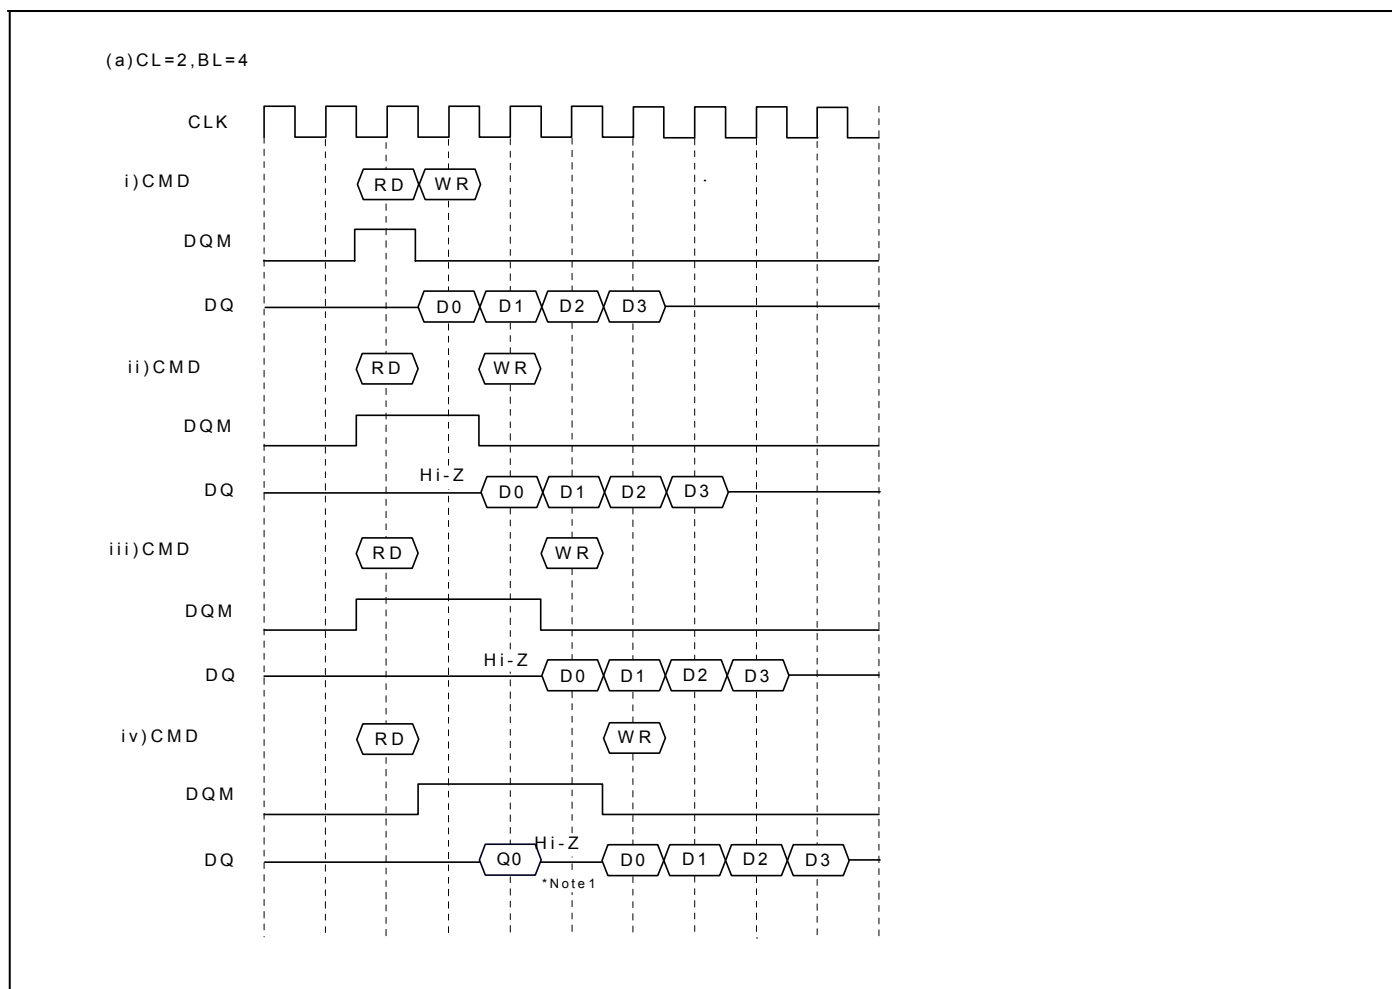 (a)CL=2,BL=4
CLK
i)CMD RD WR
DQM
DQ D0 D1 D2 D3
ii)CMD RD WR
DQM
Hi-Z
DQ D0 D1 D2 D3
iii)CMD RD WR
DQM
Hi-Z
DQ D0 D1 D2 D3
iv)CMD RD WR
DQM
Hi-Z
DQ Q0 D0 D1 D2 D3
*Note1